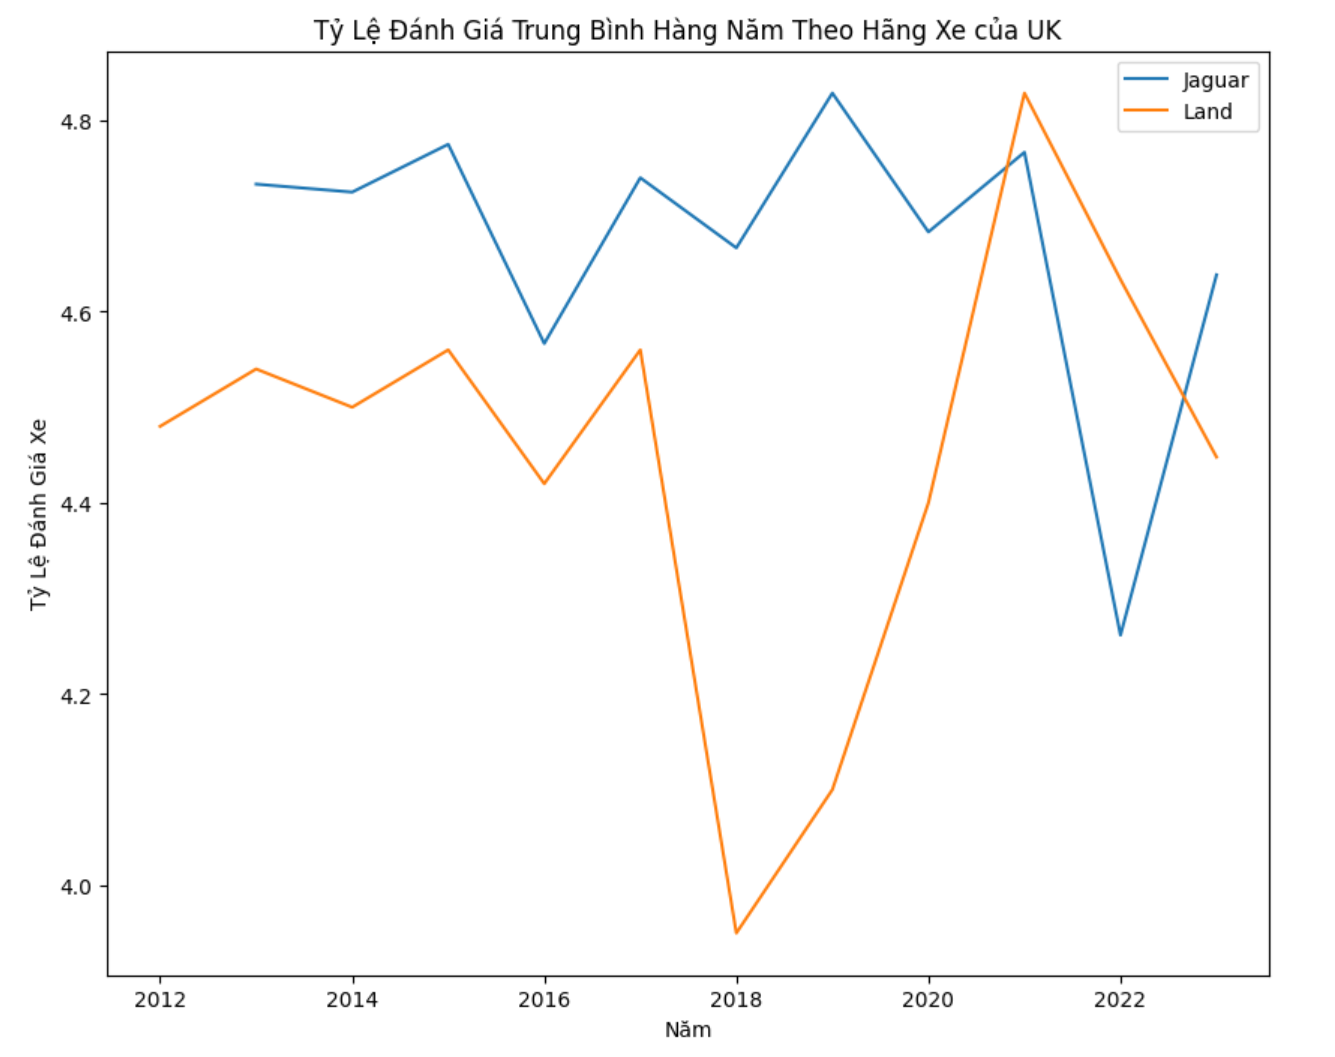 Tỷ Lệ Đánh Giá Trung Bình Hàng Năm Theo Hãng Xe của UK
Jaguar
Land
4.8
4.6
4.4
4.2
4.0
Tỷ Lệ Đánh Giá Xe
2012 2014 2016 2018 2020 2022
Năm